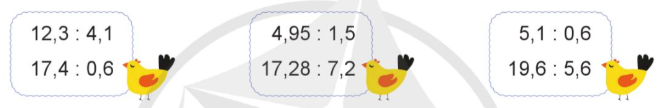 12,3 : 4,1
17,4 : 0,6
4,95 : 1,5
17,28 : 7,2
5,1 : 0,6
19,6 : 5,6